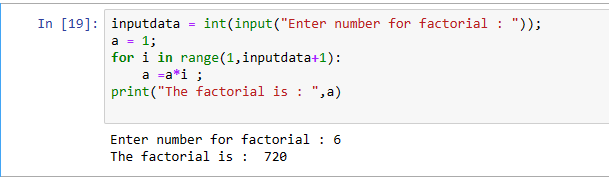 In [19]: inputdata = int(input("Enter number for factorial : "));
a = 1;
for i in range(1,inputdata+1):
    a =a*i ;
print("The factorial is : ",a)
Enter number for factorial : 6
The factorial is :  720